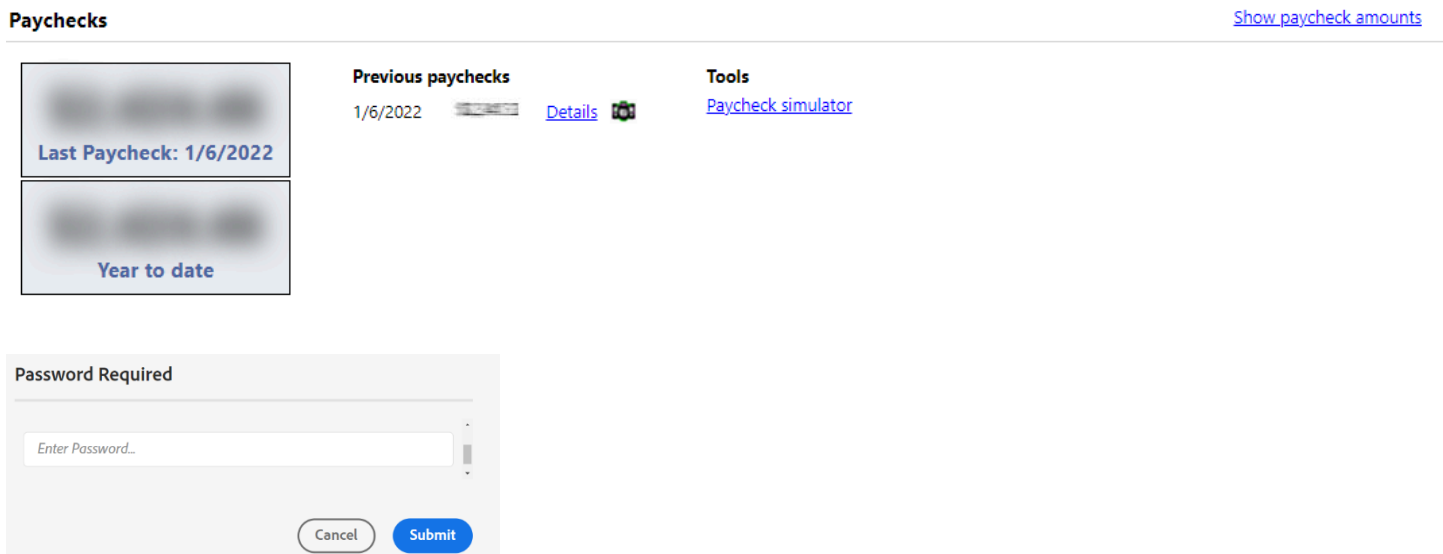 Paychecks
Show paycheck amounts
Last Paycheck: 1/6/2022
Year to date
Previous paychecks
1/6/2022 Details
Tools
Paycheck simulator
Password Required
Enter Password...
Cancel
Submit